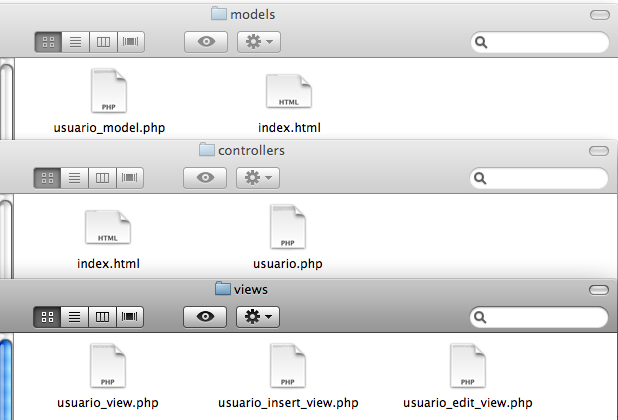 models
PHP
HTML
usuario_model.php
index.html
controllers
HTML
PHP
index.html
usuario.php
views
PHP
PHP
PHP
usuario_view.php
usuario_insert_view.php
usuario_edit_view.php